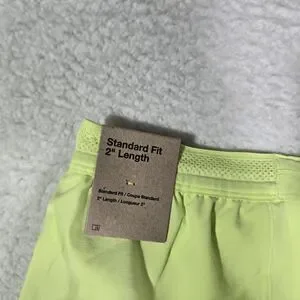 Standard Fit
2" Length
Standard Fit / Coupe Standard
2" Length / Longueur 2"